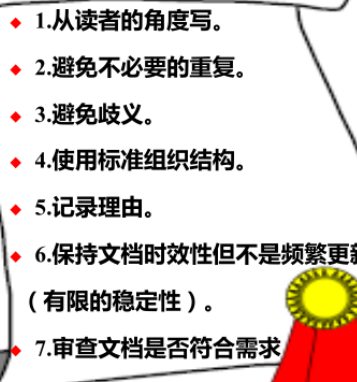 1.从读者的角度写。
2.避免不必要的重复。
3.避免歧义。
4.使用标准组织结构。
5.记录理由。
6.保持文档时效性但不是频繁更新
（有限的稳定性）。
7.审查文档是否符合需求